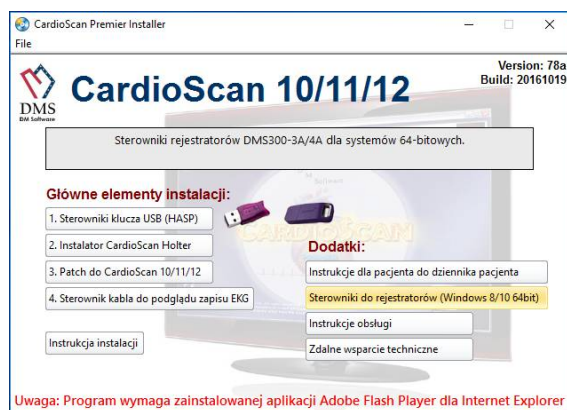 CardioScan Premier Installer
File
Version: 78a
Build: 20161019
DMS
DM Software
CardioScan 10/11/12
Sterowniki rejestratorów DMS300-3A/4A dla systemów 64-bitowych.
Główne elementy instalacji:
1. Sterowniki klucza USB (HASP)
2. Instalator CardioScan Holter
3. Patch do CardioScan 10/11/12
4. Sterownik kabla do podglądu zapisu EKG
Instrukcja instalacji
CARDIOSCAN
Dodatki:
Instrukcje dla pacjenta do dziennika pacjenta
Sterowniki do rejestratorów (Windows 8/10 64bit)
Instrukcje obsługi
Zdalne wsparcie techniczne
Uwaga: Program wymaga zainstalowanej aplikacji Adobe Flash Player dla Internet Explorer